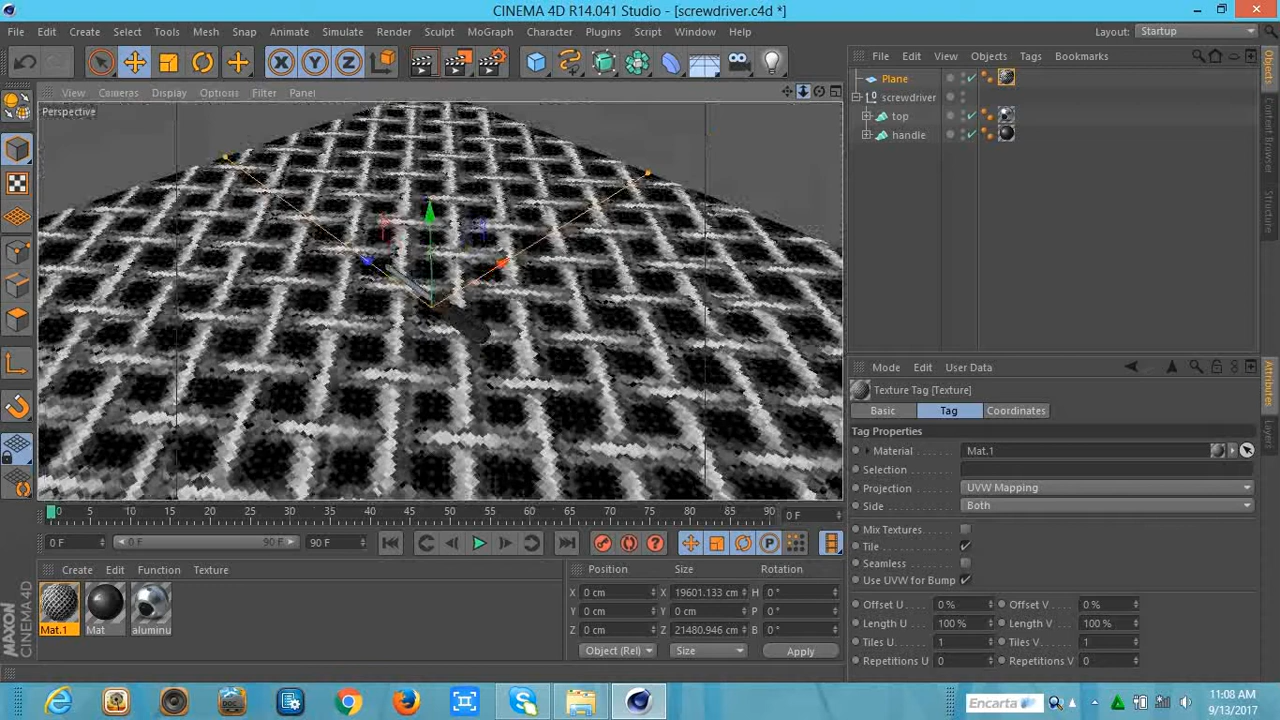 CINEMA 4D R14.041 Studio - [screwdriver.c4d *]
File Edit Create Select Tools Mesh Snap Animate Simulate Render Sculpt MoGraph Character Plugins Script Window Help
Layout: Startup
X Y Z
File Edit View Objects Tags Bookmarks
Plane
screwdriver
top
handle
Objects
Content Browser
Structure
View Cameras Display Options Filter Panel
Perspective
Mode Edit User Data
Texture Tag [Texture]
Basic Tag Coordinates
Tag Properties
Material Mat.1
Selection
Projection UVW Mapping
Side Both
Mix Textures
Tile
Seamless
Use UVW for Bump
Offset U 0 % Offset V 0 %
Length U 100 % Length V 100 %
Tiles U 1 Tiles V 1
Repetitions U 0 Repetitions V 0
Attributes
Layers
0 5 10 15 20 25 30 35 40 45 50 55 60 65 70 75 80 85 90 0 F
0 F 0 F 90 F 90 F
P
Create Edit Function Texture
Mat.1 Mat aluminu
Position Size Rotation
X 0 cm X 19601.133 cm H 0 °
Y 0 cm Y 0 cm P 0 °
Z 0 cm Z 21480.946 cm B 0 °
Object (Rel) Size Apply
MAXON
CINEMA 4D
DOC
Encarta
11:08 AM
9/13/2017